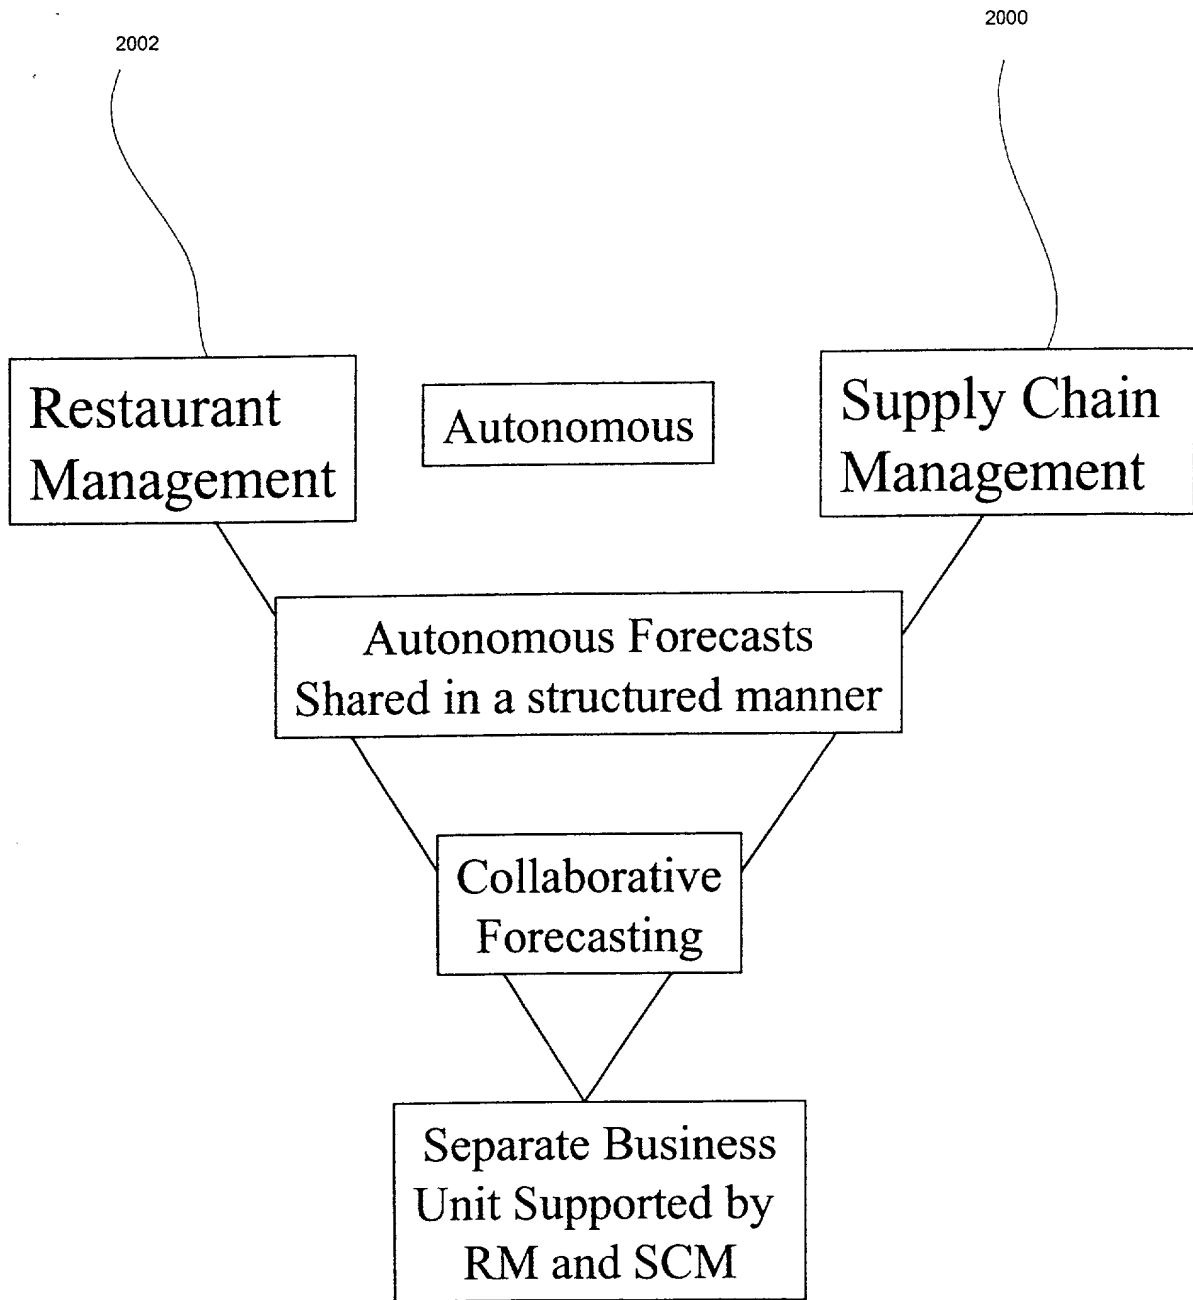 2002
2000
Restaurant
Management
Autonomous
Supply Chain
Management
Autonomous Forecasts
Shared in a structured manner
Collaborative
Forecasting
Separate Business
Unit Supported by
RM and SCM